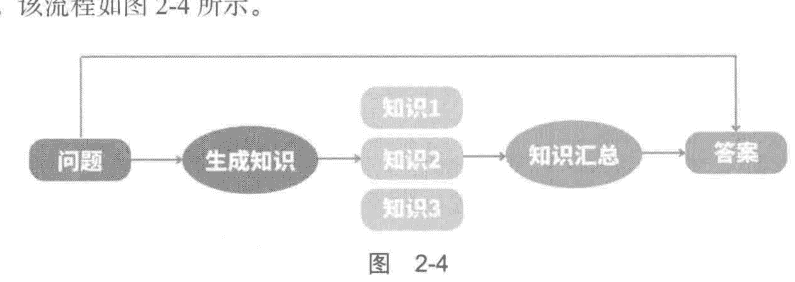 该流程如图 2-4 所示。
知识1
问题
生成知识
知识2
知识汇总
答案
知识3
图 2-4